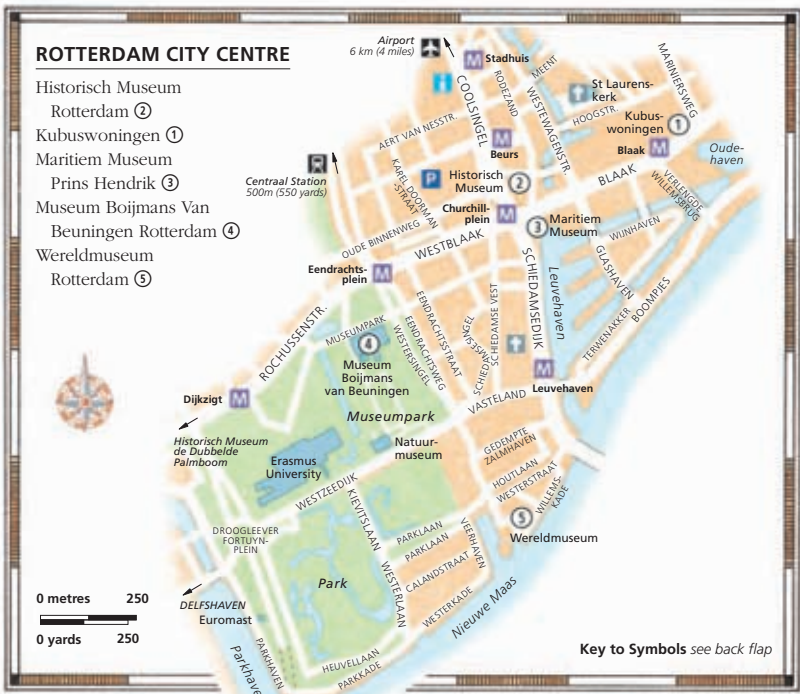 ROTTERDAM CITY CENTRE
Historisch Museum
Rotterdam ②
Kubuswoningen ①
Maritiem Museum
Prins Hendrik ③
Museum Boijmans Van
Beuningen Rotterdam ④
Wereldmuseum
Rotterdam ⑤
Airport
6 km (4 miles)
M Stadhuis
MEENT
RODEZAND
COOLSINGEL
WESTEWAGENSTR.
St Laurens-
kerk
HOOGSTR.
MARINIERSWEG
Kubus-
woningen ①
Blaak M
Oude-
haven
AERT VAN NESSTR.
M
Beurs
Centraal Station
500m (550 yards)
KAREL DOORMAN
-STRAAT
P
Historisch
Museum ②
BLAAK
VERLENGDE
WILLEMSBRUG
Churchill-
plein M
③ Maritiem
Museum
WIJNHAVEN
OUDE BINNENWEG
WESTBLAAK
Eendrachts-
plein M
SCHIEDAMSEDIJK
Leuvehaven
GLASHAVEN
BOOMPJES
TERWENAKKER
ROCHUSSENSTR.
MUSEUMPARK
④
Museum
Boijmans
van Beuningen
EENDRACHTSSTRAAT
EENDRACHTSWEG
WESTERSINGEL
SCHIEDAMSESINGEL
SCHIEDAMSE VEST
M
Leuvehaven
Dijkzigt M
VASTELAND
Museumpark
Historisch Museum
de Dubbelde
Palmboom
Natuur-
museum
GEDEMPTE
ZALMHAVEN
Erasmus
University
HOUTLAAN
WESTERSTRAAT
WILLEMS-
KADE
WESTZEEDIJK
KIEVITSLAAN
⑤
Wereldmuseum
DROOGLEEVER
FORTUYN-
PLEIN
PARKLAAN
PARKLAAN
VEERHAVEN
CALANDSTRAAT
Park
WESTERLAAN
WESTERKADE
Nieuwe Maas
0 metres 250
0 yards 250
DELFSHAVEN
Euromast
PARKHAVEN
Parkhave
HEUVELLAAN
PARKKADE
Key to Symbols see back flap